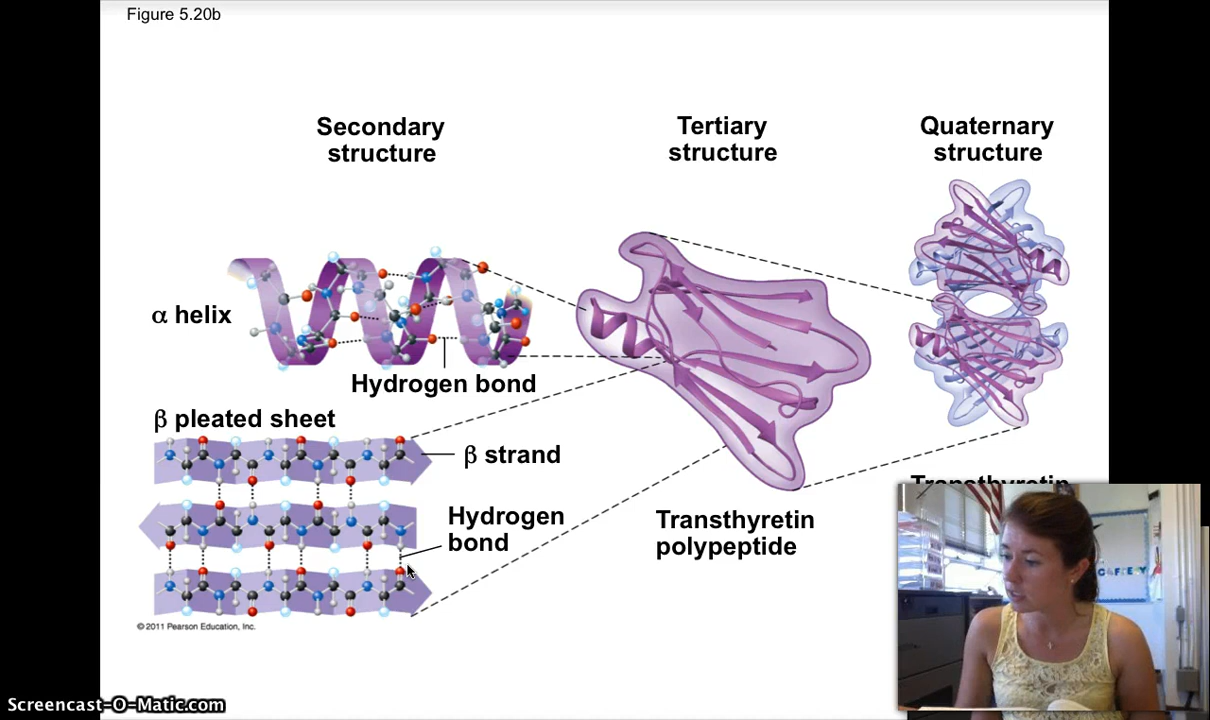 Figure 5.20b
Secondary
structure
Tertiary
structure
Quaternary
structure
α helix
Hydrogen bond
β pleated sheet
β strand
Hydrogen
bond
Transthyretin
polypeptide
Transthyretin
© 2011 Pearson Education, Inc.
Screencast-O-Matic.com